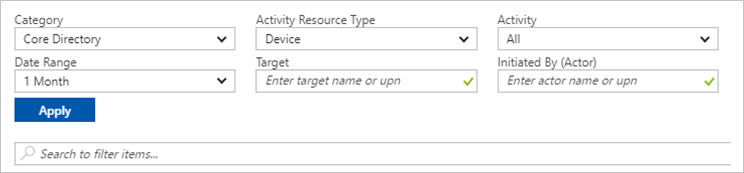 Category Activity Resource Type Activity
Core Directory Device All
Date Range Target Initiated By (Actor)
1 Month Enter target name or upn Enter actor name or upn
Apply
Search to filter items...